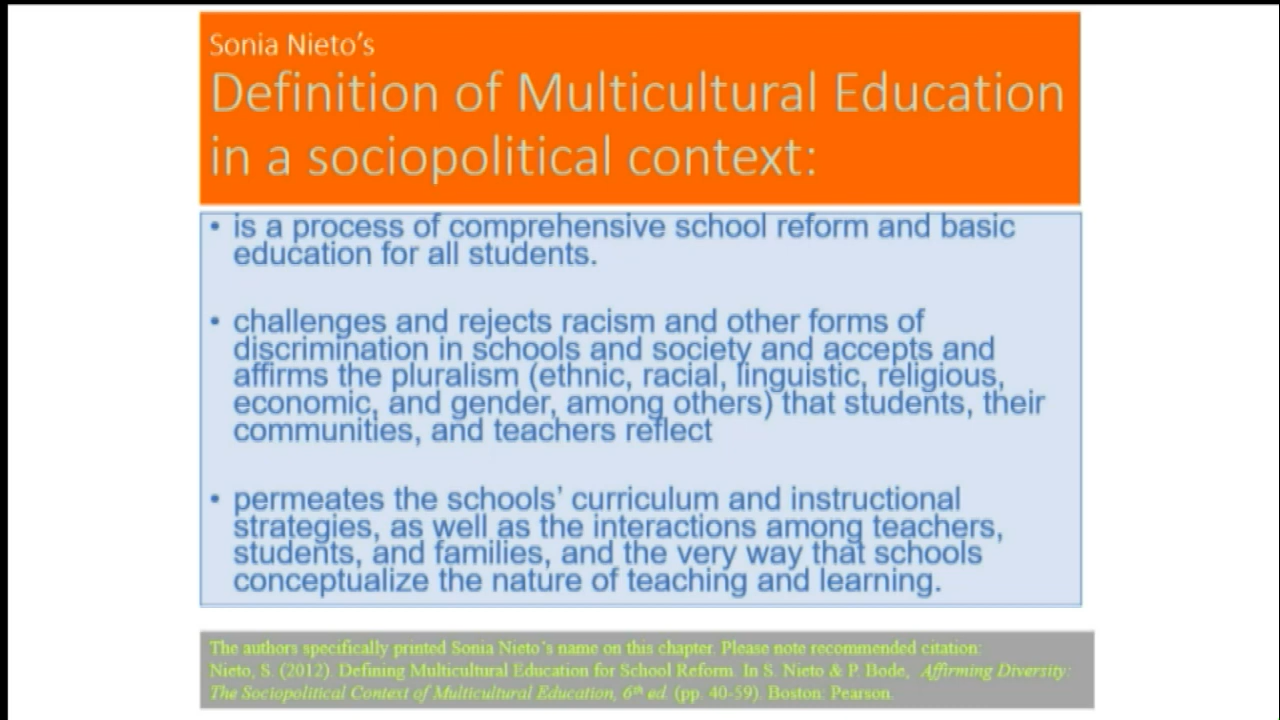 Sonia Nieto's
Definition of Multicultural Education
in a sociopolitical context:
• is a process of comprehensive school reform and basic
education for all students.
• challenges and rejects racism and other forms of
discrimination in schools and society and accepts and
affirms the pluralism (ethnic, racial, linguistic, religious,
economic, and gender, among others) that students, their
communities, and teachers reflect
• permeates the schools' curriculum and instructional
strategies, as well as the interactions among teachers,
students, and families, and the very way that schools
conceptualize the nature of teaching and learning.
The authors specifically printed Sonia Nieto's name on this chapter. Please note recommended citation:
Nieto, S. (2012). Defining Multicultural Education for School Reform. In S. Nieto & P. Bode, Affirming Diversity:
The Sociopolitical Context of Multicultural Education, 6th ed. (pp. 40-59). Boston: Pearson.